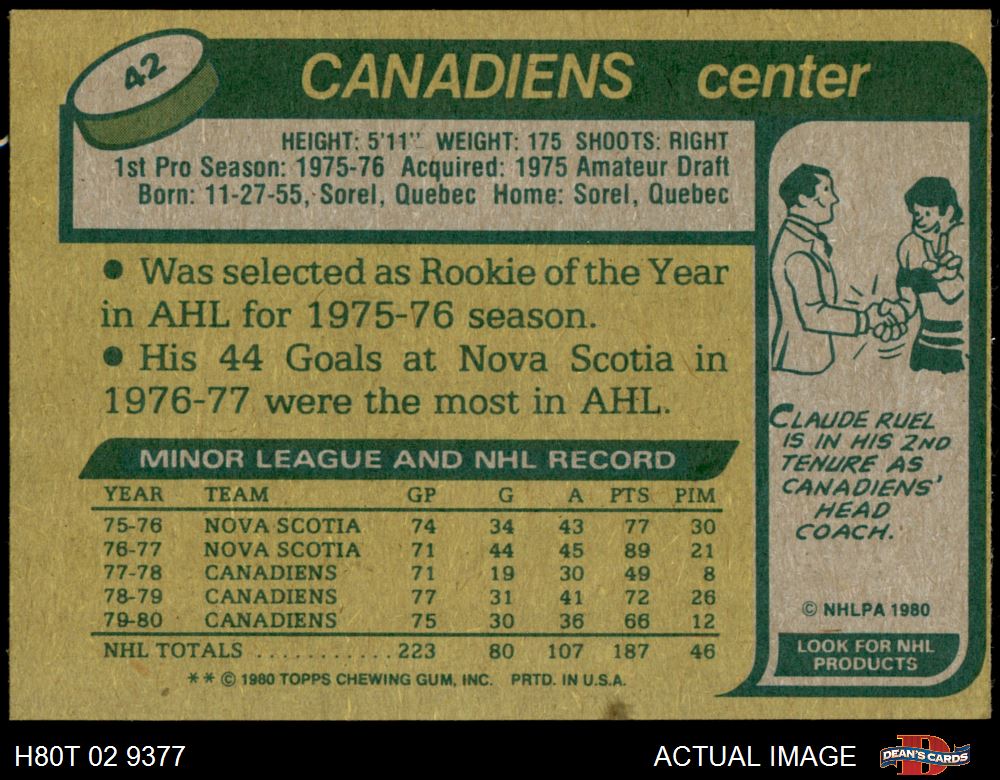 42
CANADIENS center
HEIGHT: 5'11" WEIGHT: 175 SHOOTS: RIGHT
1st Pro Season: 1975-76 Acquired: 1975 Amateur Draft
Born: 11-27-55, Sorel, Quebec Home: Sorel, Quebec
• Was selected as Rookie of the Year
in AHL for 1975-76 season.
• His 44 Goals at Nova Scotia in
1976-77 were the most in AHL.
MINOR LEAGUE AND NHL RECORD
YEAR TEAM GP G A PTS PIM
75-76 NOVA SCOTIA 74 34 43 77 30
76-77 NOVA SCOTIA 71 44 45 89 21
77-78 CANADIENS 71 19 30 49 8
78-79 CANADIENS 77 31 41 72 26
79-80 CANADIENS 75 30 36 66 12
NHL TOTALS ............ 223 80 107 187 46
** © 1980 TOPPS CHEWING GUM, INC. PRTD. IN U.S.A.
CLAUDE RUEL
IS IN HIS 2ND
TENURE AS
CANADIENS'
HEAD
COACH.
© NHLPA 1980
LOOK FOR NHL
PRODUCTS
H80T 02 9377
ACTUAL IMAGE
D
DEAN'S CARDS